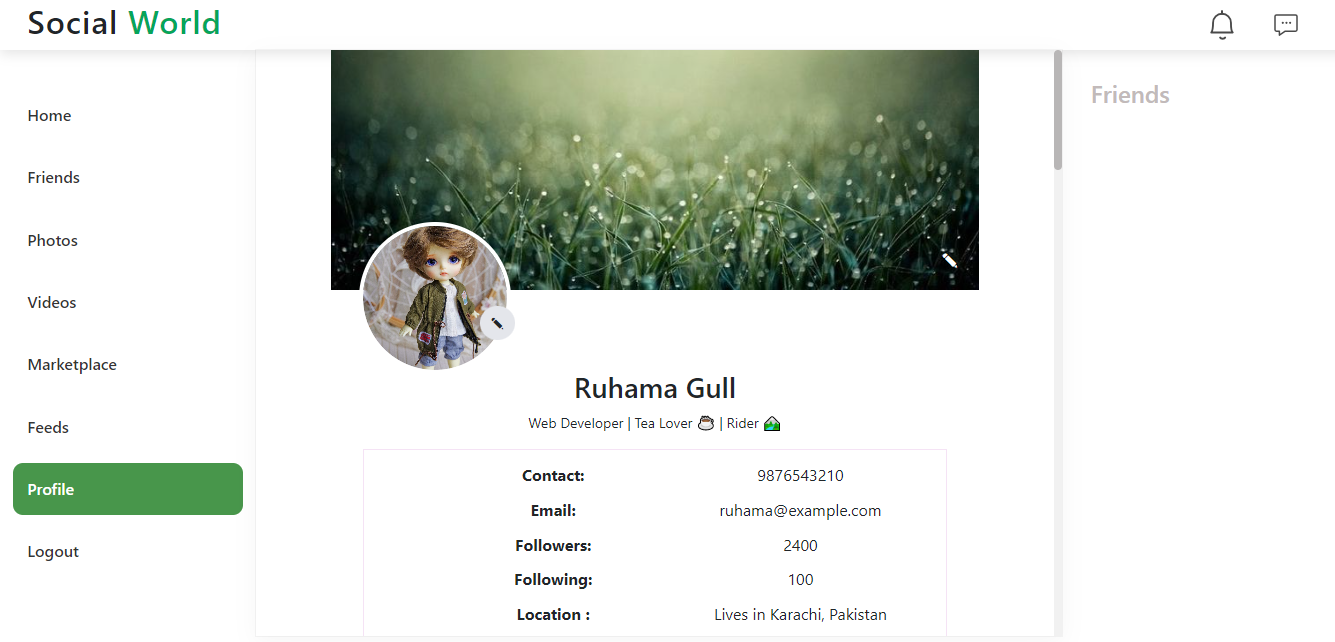 Social World
Home
Friends
Photos
Videos
Marketplace
Feeds
Profile
Logout
Ruhama Gull
Web Developer | Tea Lover ☕ | Rider 🏞
Contact: 9876543210
Email: ruhama@example.com
Followers: 2400
Following: 100
Location : Lives in Karachi, Pakistan
Friends